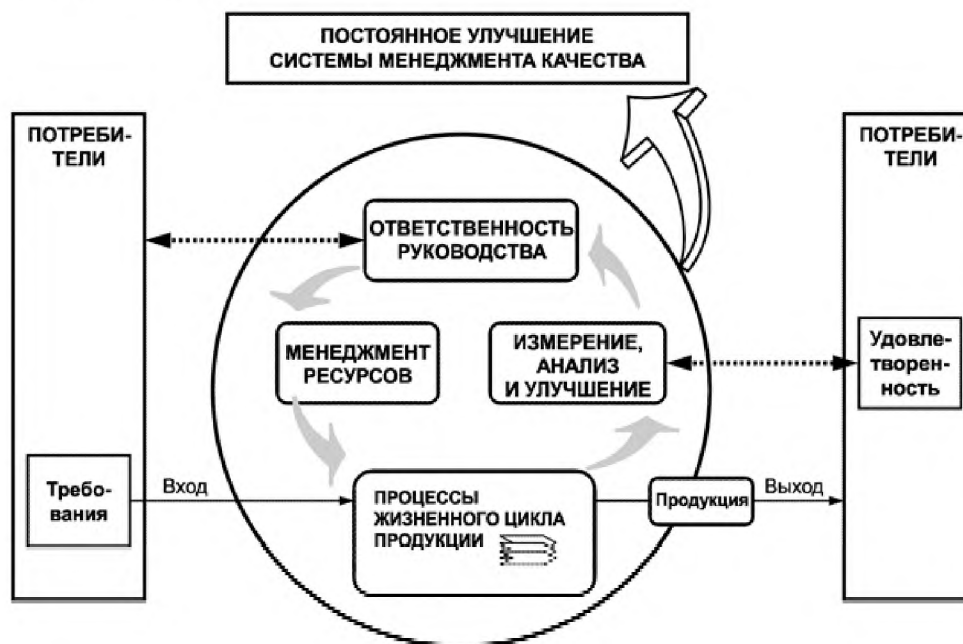 ПОСТОЯННОЕ УЛУЧШЕНИЕ
СИСТЕМЫ МЕНЕДЖМЕНТА КАЧЕСТВА
ПОТРЕБИ-
ТЕЛИ
ПОТРЕБИ-
ТЕЛИ
ОТВЕТСТВЕННОСТЬ
РУКОВОДСТВА
МЕНЕДЖМЕНТ
РЕСУРСОВ
ИЗМЕРЕНИЕ,
АНАЛИЗ
И УЛУЧШЕНИЕ
Удовле-
творен-
ность
Требо-
вания
Вход
ПРОЦЕССЫ
ЖИЗНЕННОГО ЦИКЛА
ПРОДУКЦИИ
Продукция
Выход